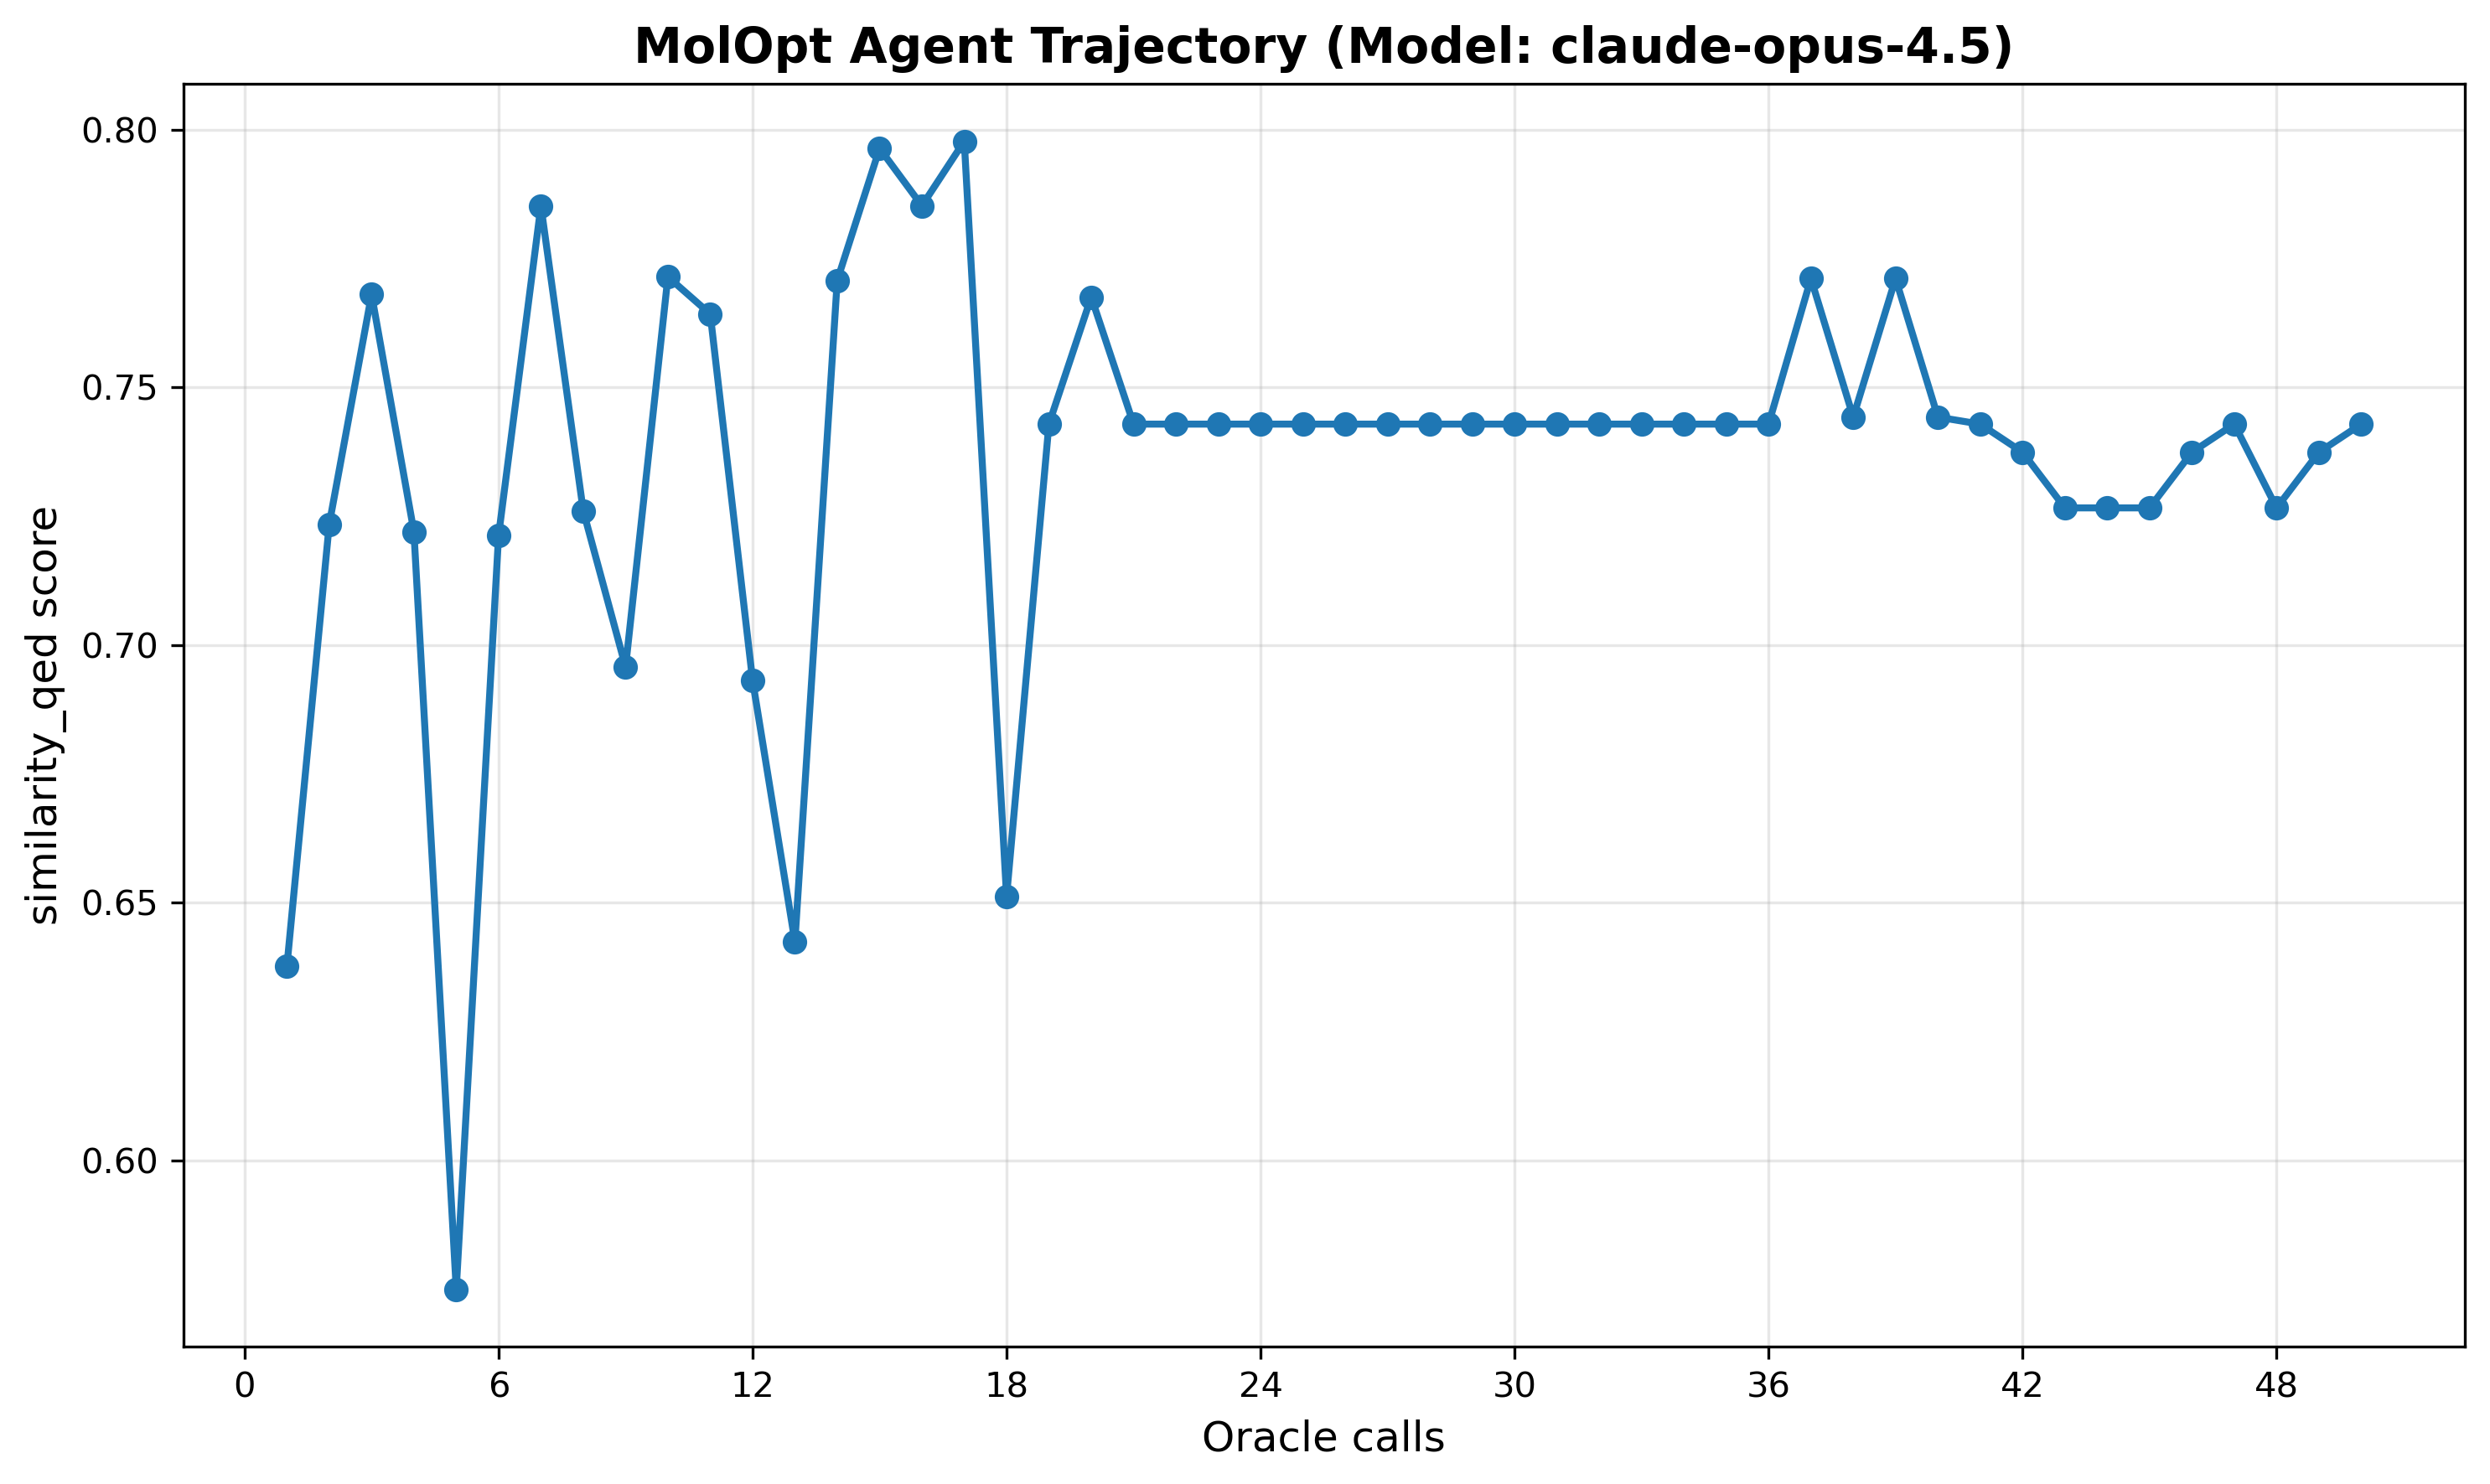 MolOpt Agent Trajectory (Model: claude-opus-4.5)
similarity_qed score
0.80
0.75
0.70
0.65
0.60
0 6 12 18 24 30 36 42 48
Oracle calls